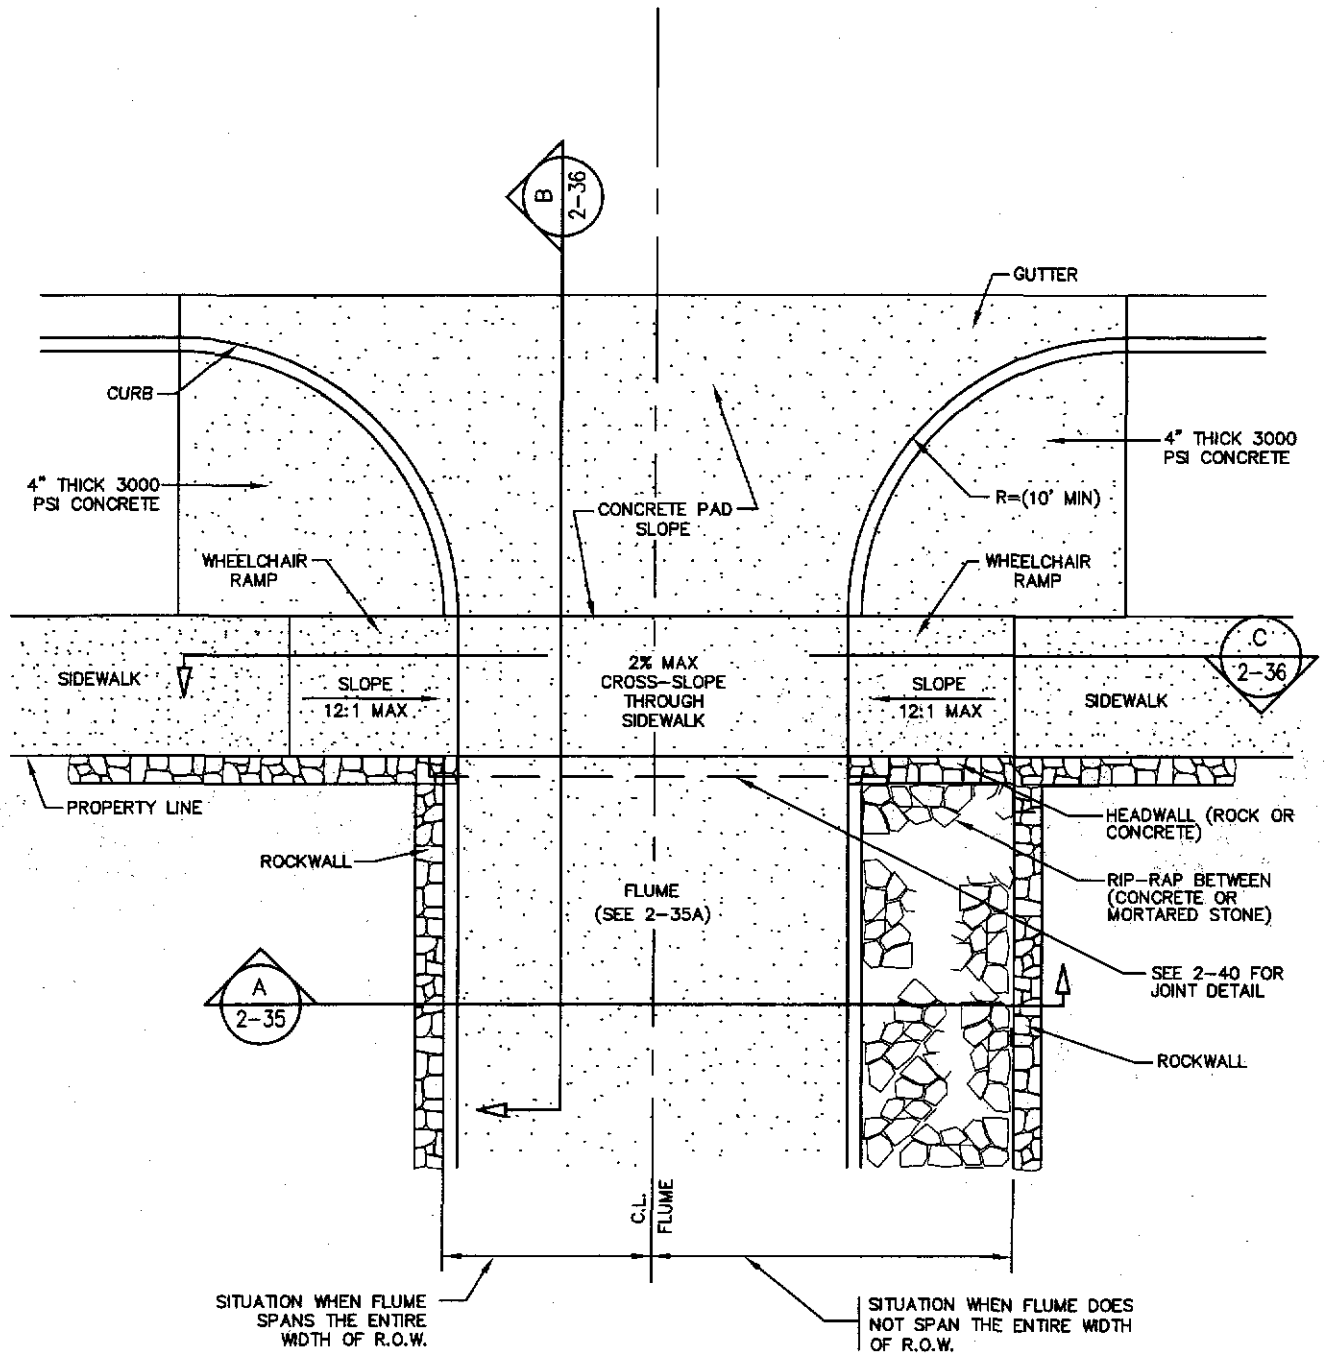 B
2-36
GUTTER
CURB
4" THICK 3000
PSI CONCRETE
4" THICK 3000
PSI CONCRETE
R=(10' MIN)
CONCRETE PAD
SLOPE
WHEELCHAIR
RAMP
WHEELCHAIR
RAMP
C
2-36
SIDEWALK
SLOPE
12:1 MAX
2% MAX
CROSS-SLOPE
THROUGH
SIDEWALK
SLOPE
12:1 MAX
SIDEWALK
PROPERTY LINE
HEADWALL (ROCK OR
CONCRETE)
ROCKWALL
RIP-RAP BETWEEN
(CONCRETE OR
MORTARED STONE)
FLUME
(SEE 2-35A)
SEE 2-40 FOR
JOINT DETAIL
A
2-35
ROCKWALL
C.L.
FLUME
SITUATION WHEN FLUME
SPANS THE ENTIRE
WIDTH OF R.O.W.
SITUATION WHEN FLUME DOES
NOT SPAN THE ENTIRE WIDTH
OF R.O.W.